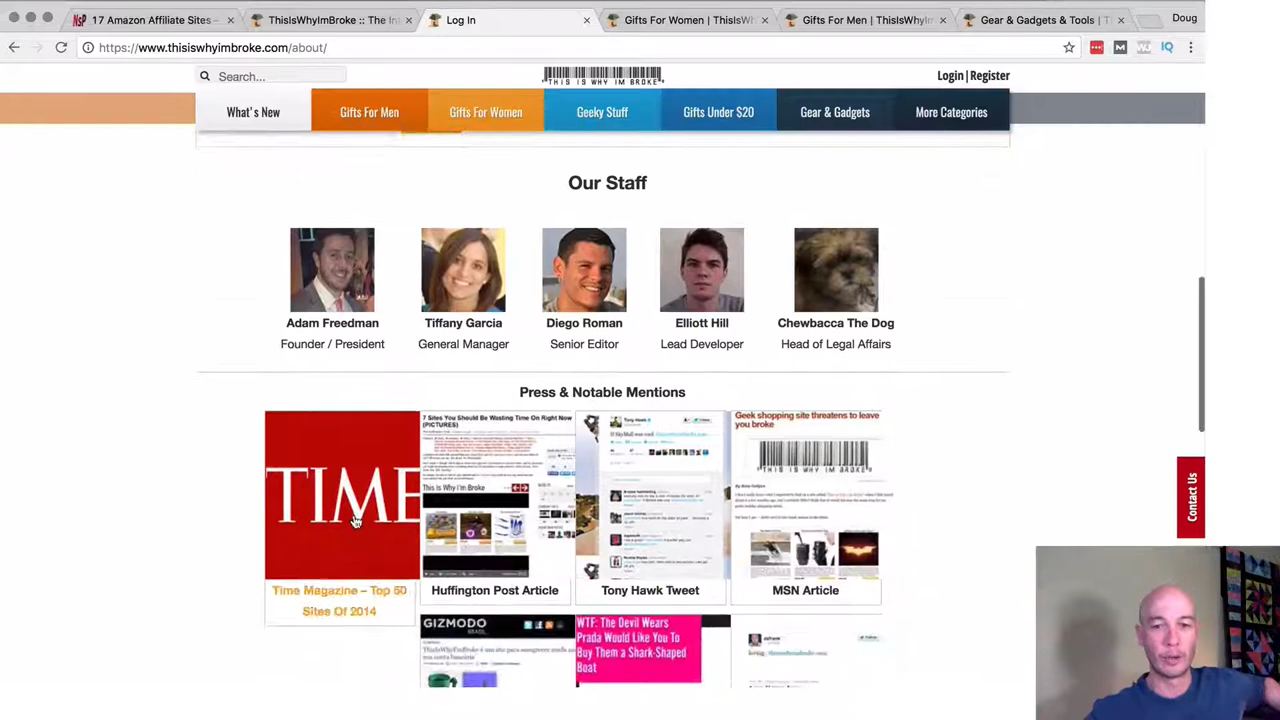 17 Amazon Affiliate Sites –
ThisIsWhyImBroke :: The In
Log In
Gifts For Women | ThisIsW
Gifts For Men | ThisIsWhyI
Gear & Gadgets & Tools | T
Doug
https://www.thisiswhyimbroke.com/about/
Search...
THIS IS WHY IM BROKE
Login|Register
What's New
Gifts For Men
Gifts For Women
Geeky Stuff
Gifts Under $20
Gear & Gadgets
More Categories
Our Staff
Adam Freedman
Founder / President
Tiffany Garcia
General Manager
Diego Roman
Senior Editor
Elliott Hill
Lead Developer
Chewbacca The Dog
Head of Legal Affairs
Press & Notable Mentions
TIME
Time Magazine – Top 50
Sites Of 2014
7 Sites You Should Be Wasting Time On Right Now
(PICTURES)
This Is Why I'm Broke
Huffington Post Article
Tony Hawk
Tony Hawk Tweet
Geek shopping site threatens to leave
you broke
MSN Article
GIZMODO
BRASIL
WTF: The Devil Wears
Prada Would Like You To
Buy Them a Shark-Shaped
Boat
Contact Us